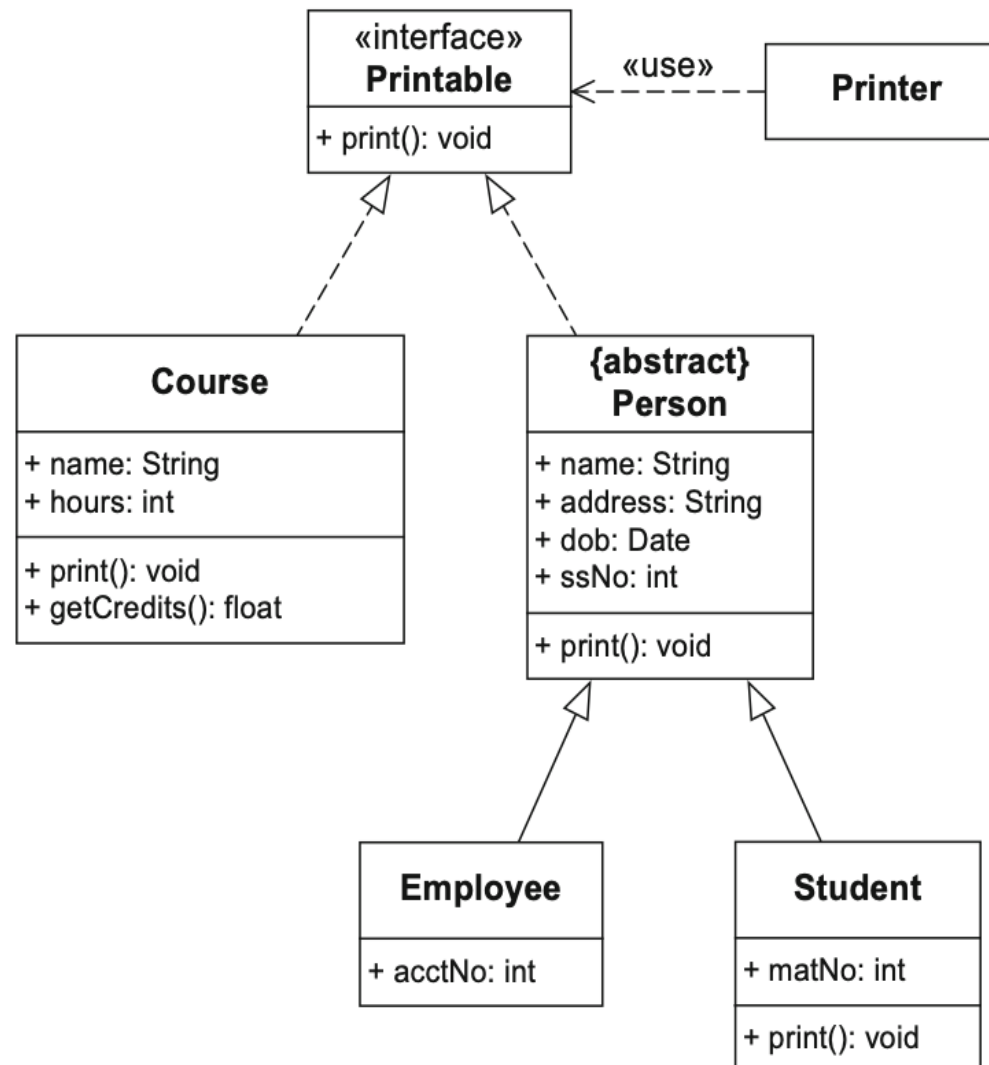 «interface»
Printable
+ print(): void
«use»
Printer
Course
+ name: String
+ hours: int
+ print(): void
+ getCredits(): float
{abstract}
Person
+ name: String
+ address: String
+ dob: Date
+ ssNo: int
+ print(): void
Employee
+ acctNo: int
Student
+ matNo: int
+ print(): void